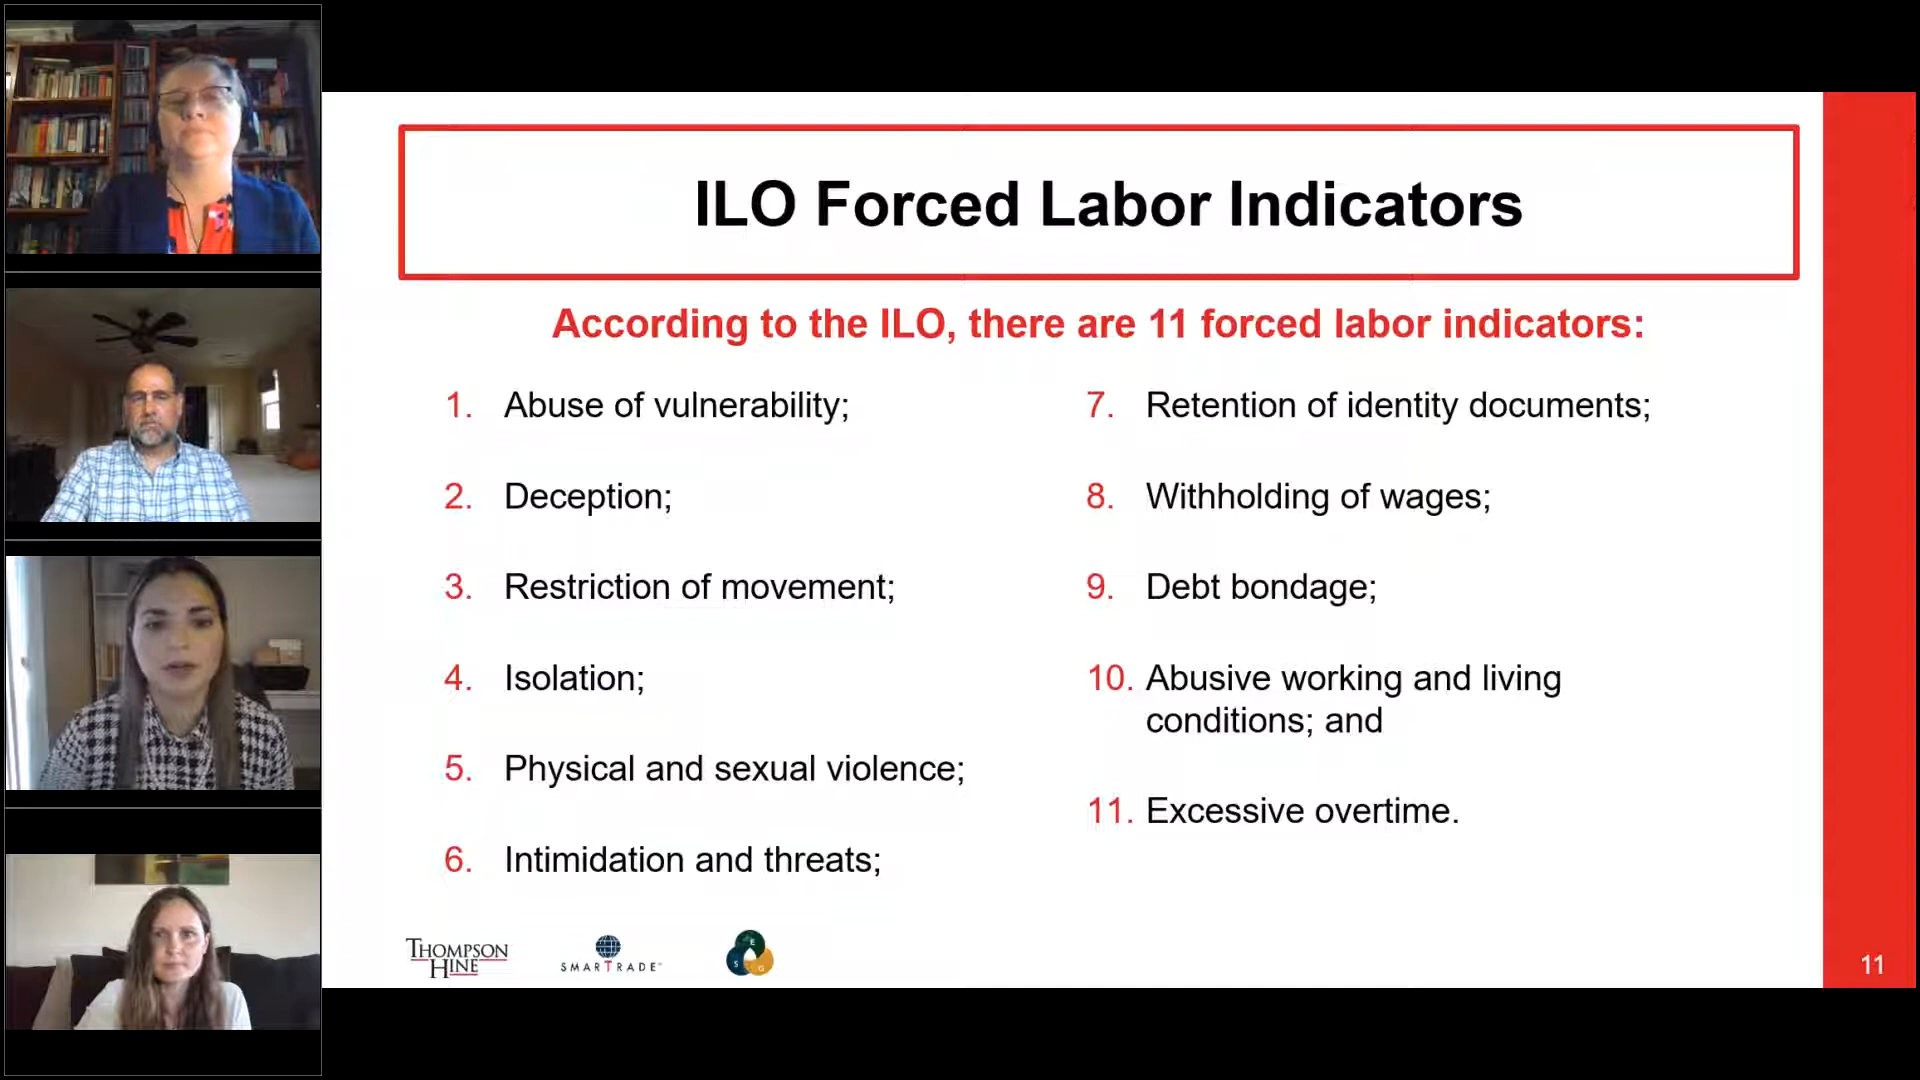 ILO Forced Labor Indicators
According to the ILO, there are 11 forced labor indicators:
1. Abuse of vulnerability;
2. Deception;
3. Restriction of movement;
4. Isolation;
5. Physical and sexual violence;
6. Intimidation and threats;
7. Retention of identity documents;
8. Withholding of wages;
9. Debt bondage;
10. Abusive working and living
conditions; and
11. Excessive overtime.
THOMPSON
HINE
SMARTRADE
E
S
G
11